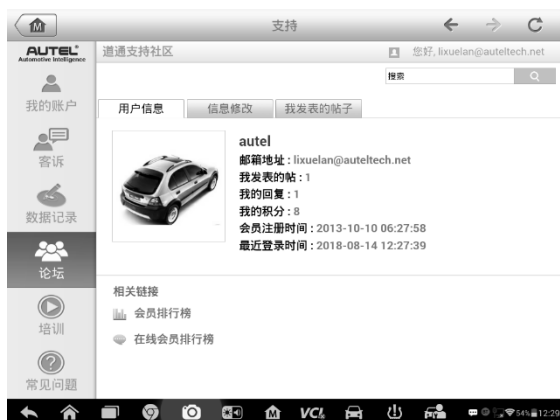 支持
AUTEL
Automotive Intelligence
道通支持社区
您好, lixuelan@auteltech.net
搜索
我的账户
客诉
数据记录
论坛
培训
常见问题
用户信息
信息修改
我发表的帖子
autel
邮箱地址 : lixuelan@auteltech.net
我发表的帖 : 1
我的回复 : 1
我的积分 : 8
会员注册时间 : 2013-10-10 06:27:58
最近登录时间 : 2018-08-14 12:27:39
相关链接
会员排行榜
在线会员排行榜
M
VCI
54%
12:29